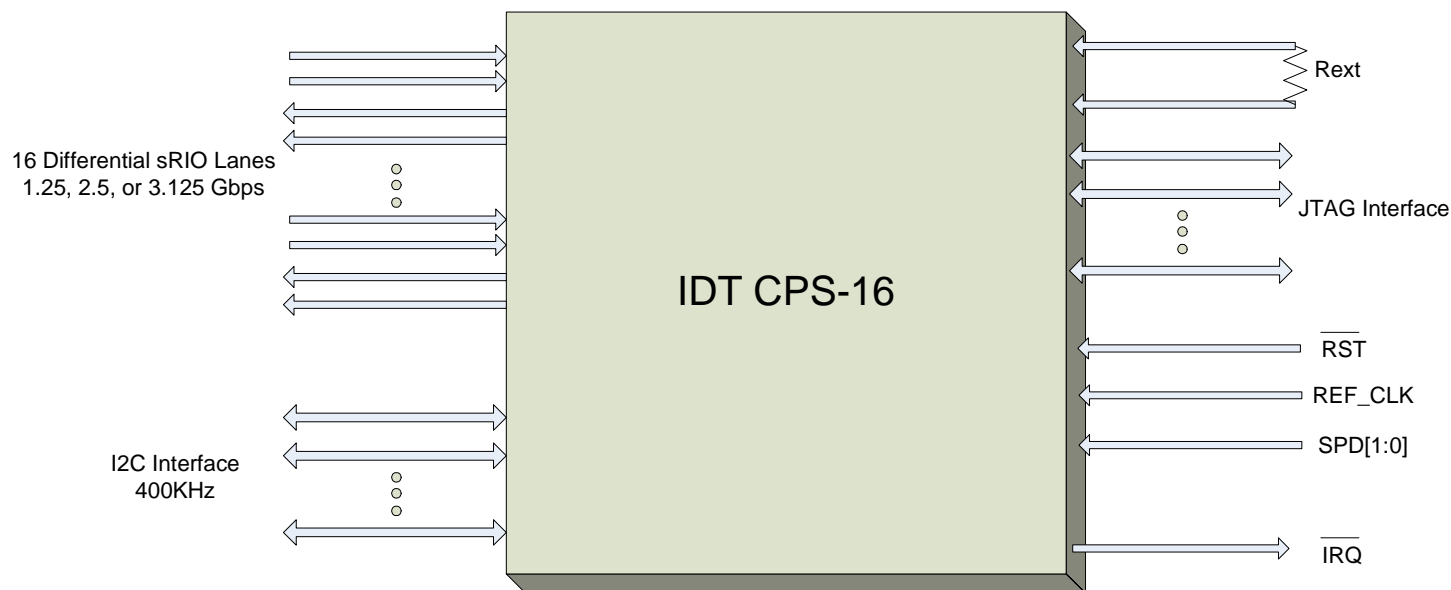 16 Differential sRIO Lanes
1.25, 2.5, or 3.125 Gbps
I2C Interface
400KHz
IDT CPS-16
Rext
JTAG Interface
RST
REF_CLK
SPD[1:0]
IRQ